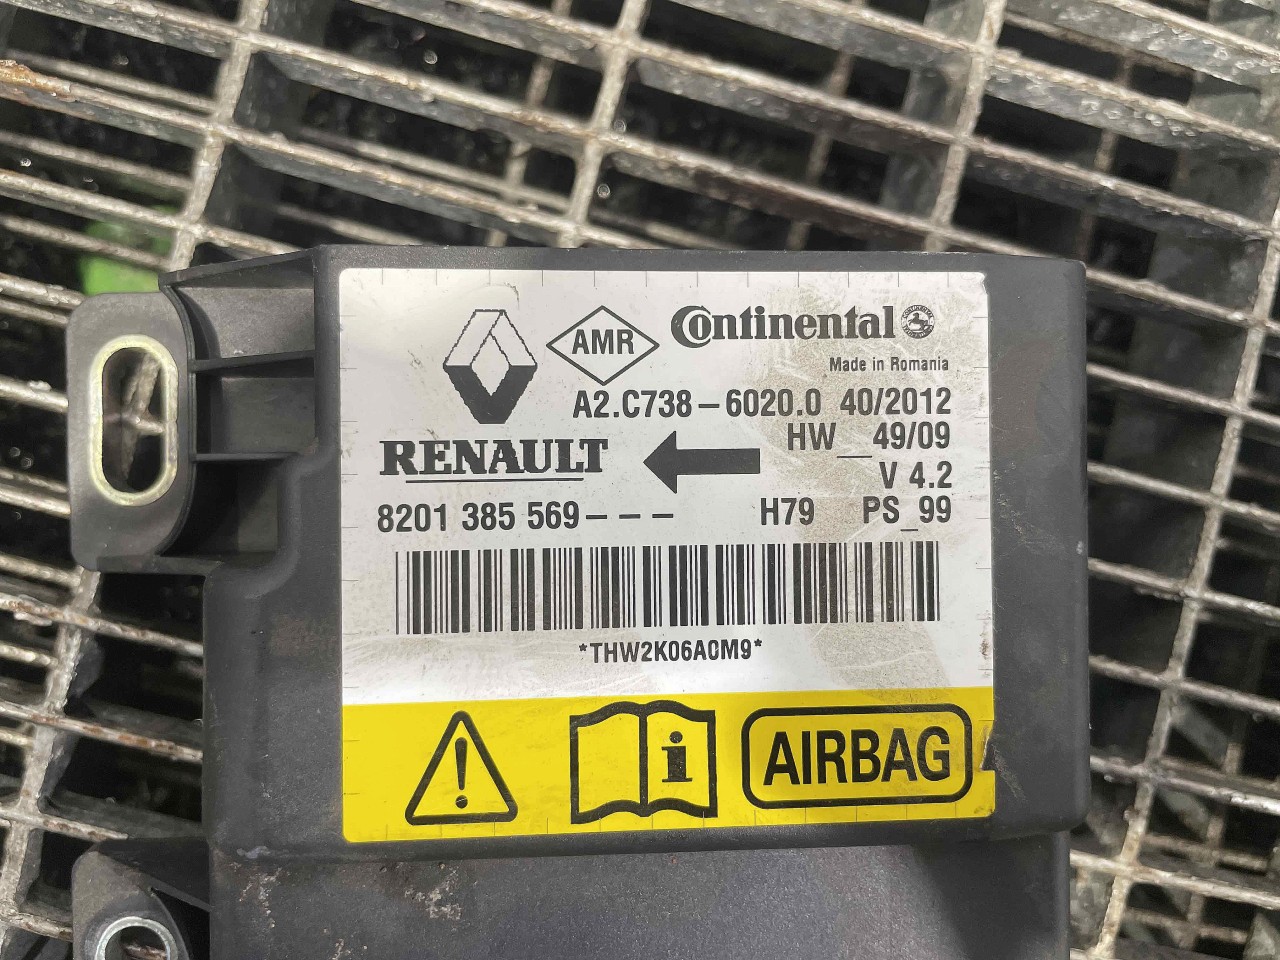 AMR
Continental
Made in Romania
A2.C738-6020.0 40/2012
RENAULT
HW__49/09
V 4.2
8201 385 569--- H79 PS_99
*THW2K06A0M9*
i
AIRBAG